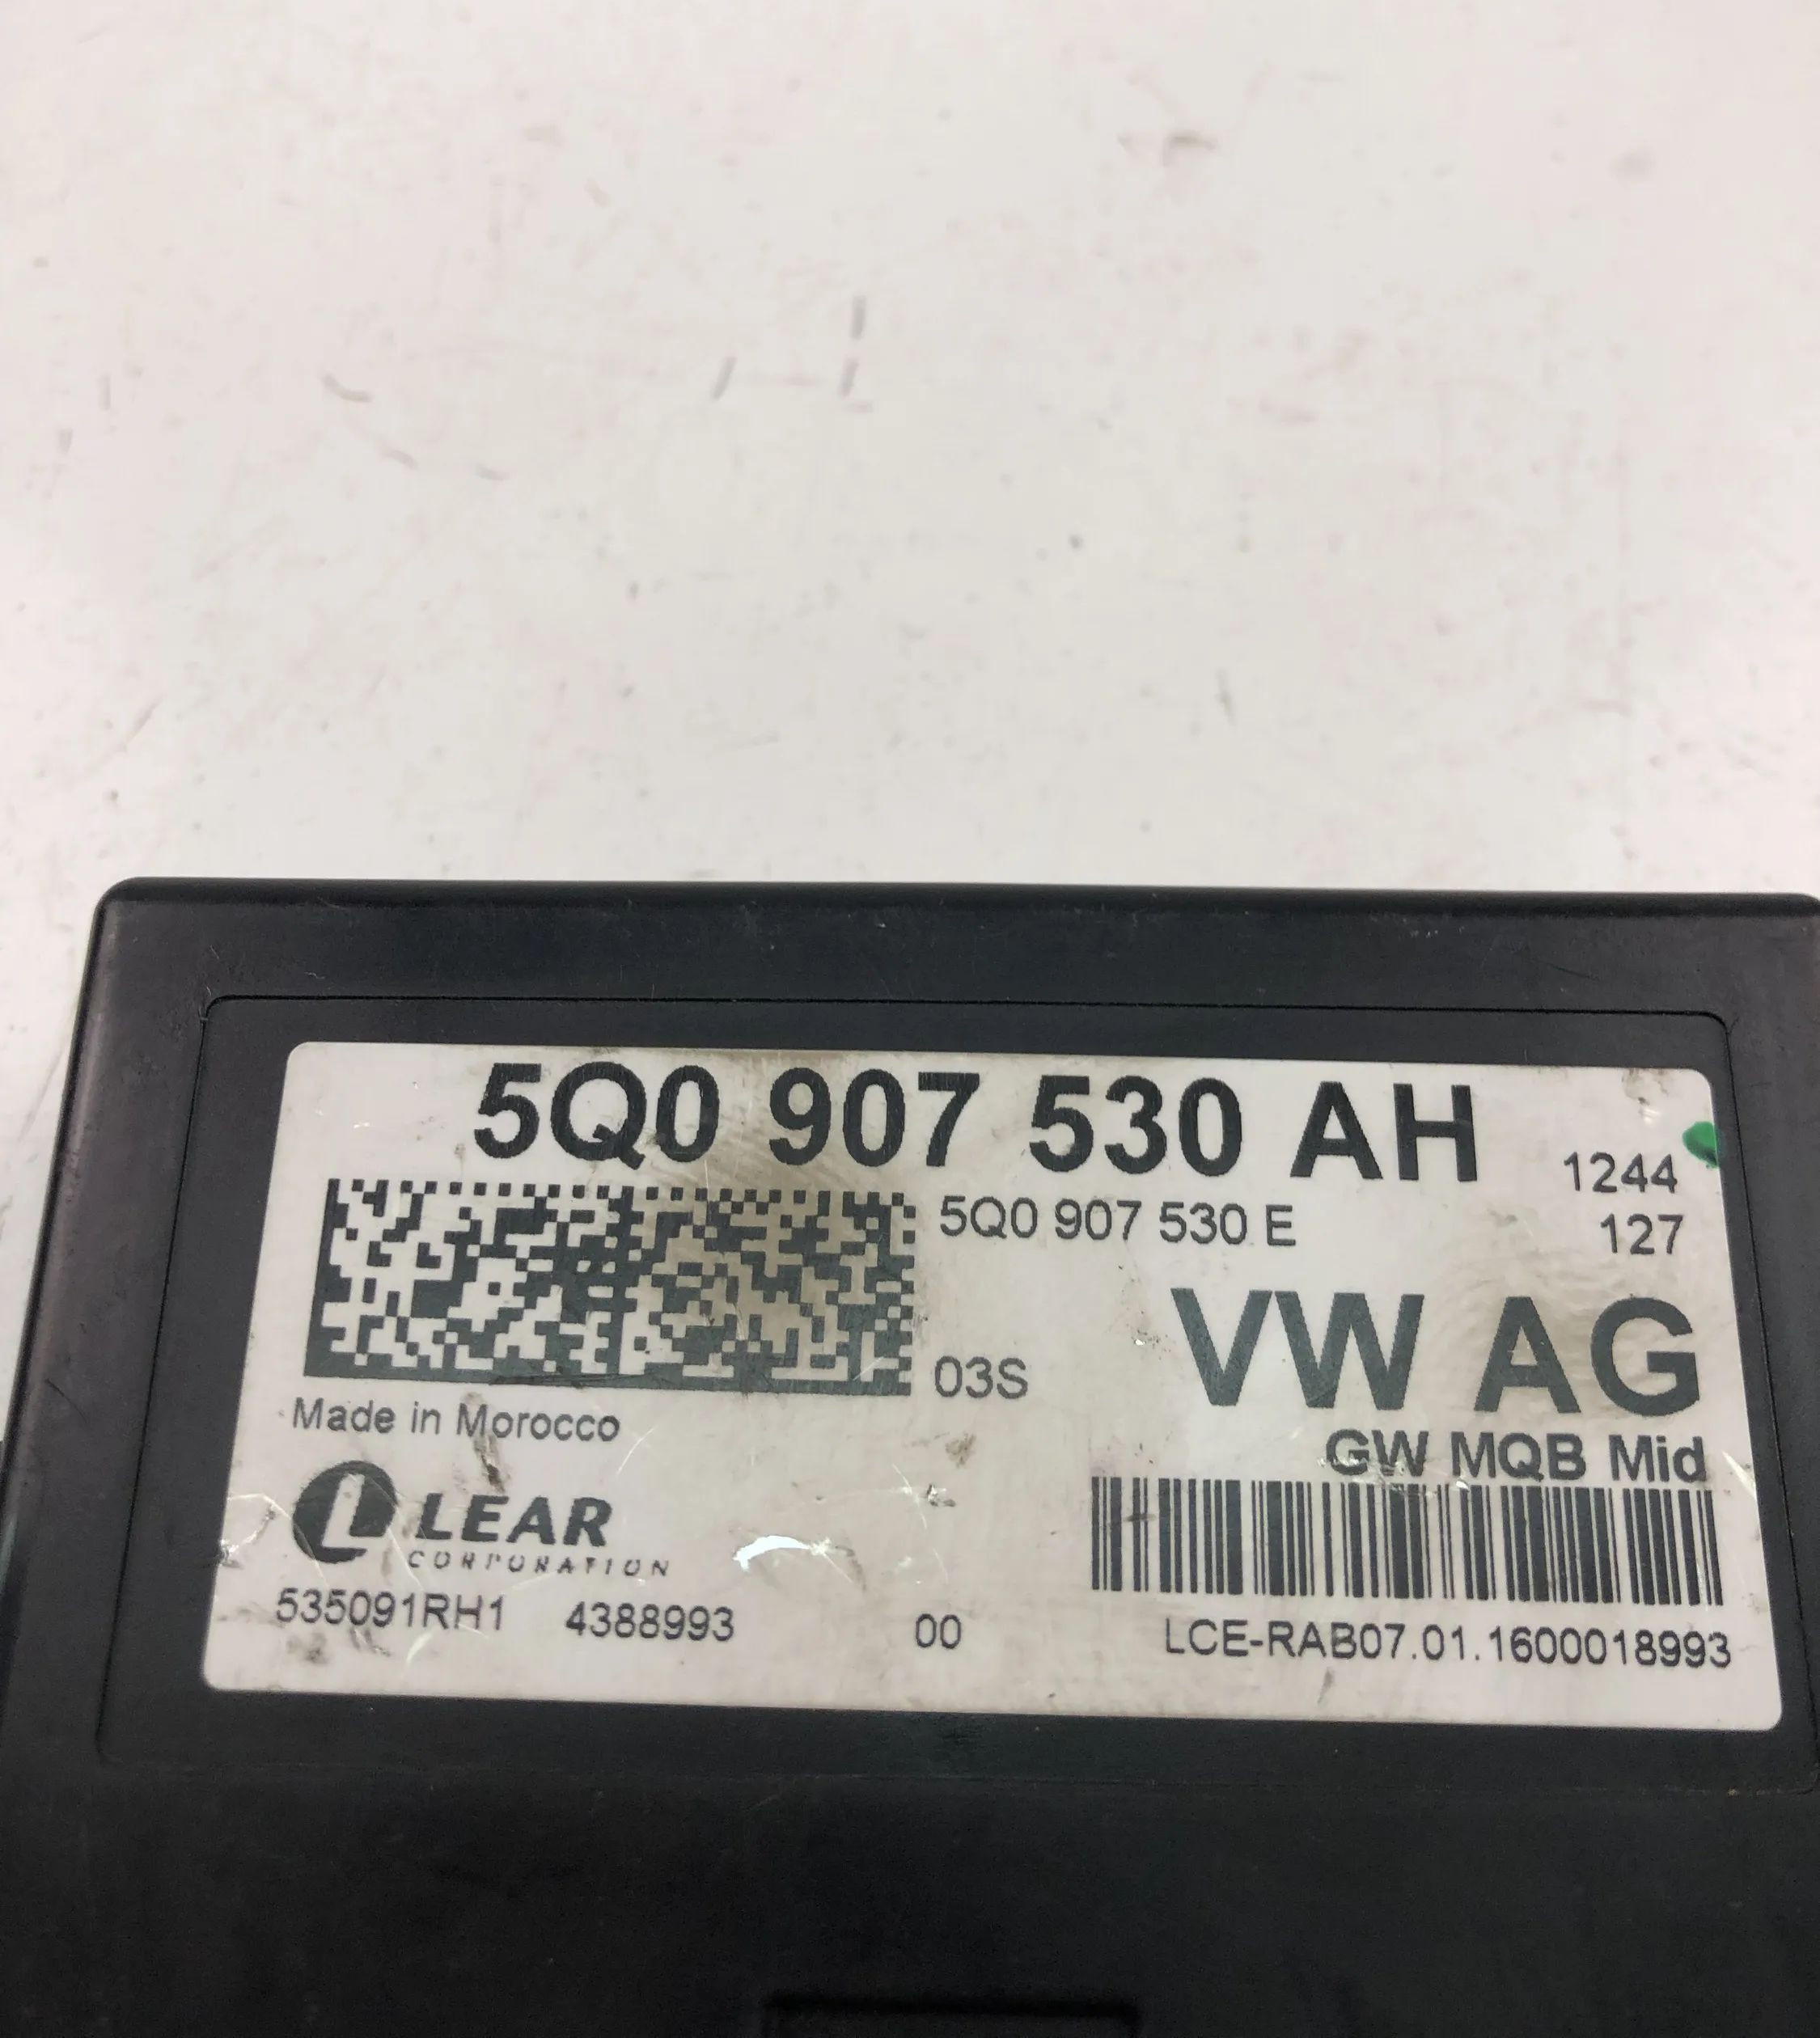 5Q0 907 530 AH
1244
5Q0 907 530 E
127
VW AG
03S
Made in Morocco
GW MQB Mid
L LEAR
CORPORATION
535091RH1 4388993 00 LCE-RAB07.01.1600018993